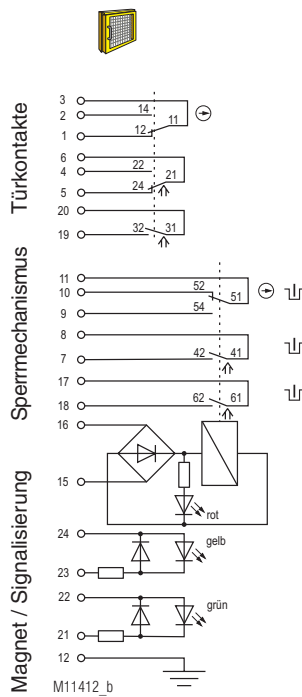 Türkontakte
3
2 14
11
1 12
6
4 22 21
5 24
20
19 32 31
Sperrmechanismus
11
10 52
51
9 54
8
7 42 41
17
18 62 61
Magnet / Signalisierung
16
15
rot
24
gelb
23
22
grün
21
12
M11412_b